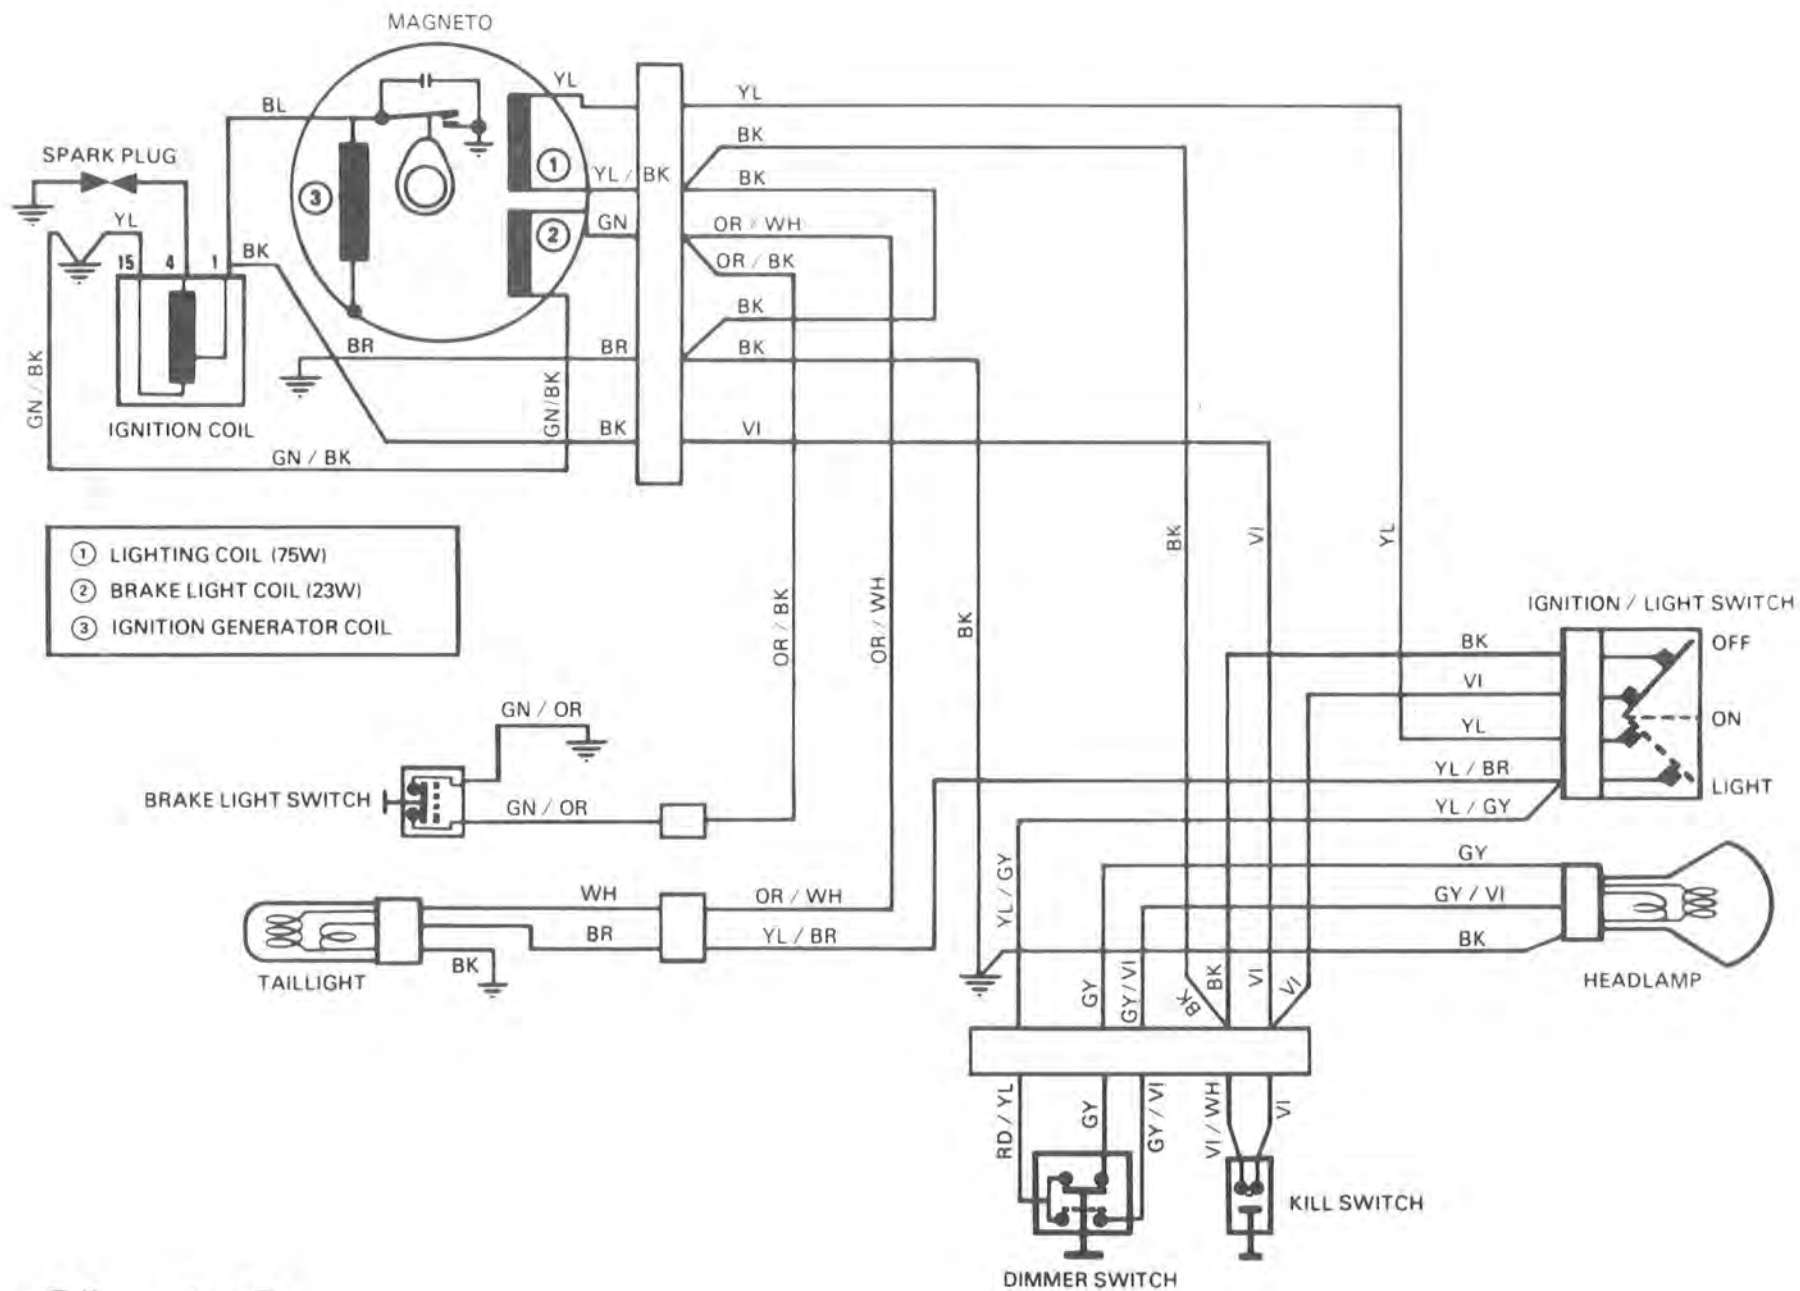 MAGNETO
YL
YL
BL
BK
SPARK PLUG
1
YL / BK
BK
3
YL
GN
2
OR / WH
BK
15 4 1
OR / BK
BK
BR
BR
BK
GN / BK
GN/BK
IGNITION COIL
BK
VI
GN / BK
1 LIGHTING COIL (75W)
2 BRAKE LIGHT COIL (23W)
3 IGNITION GENERATOR COIL
BK
VI
YL
OR / BK
OR / WH
BK
IGNITION / LIGHT SWITCH
BK
OFF
VI
ON
YL
YL / BR
LIGHT
YL / GY
GN / OR
BRAKE LIGHT SWITCH
GN / OR
GY
YL / GY
WH
OR / WH
GY / VI
BR
YL / BR
BK
BK
TAILLIGHT
HEADLAMP
GY
GY / VI
BK
BK
VI
VI
RD / YL
GY
GY / VI
VI / WH
VI
KILL SWITCH
DIMMER SWITCH